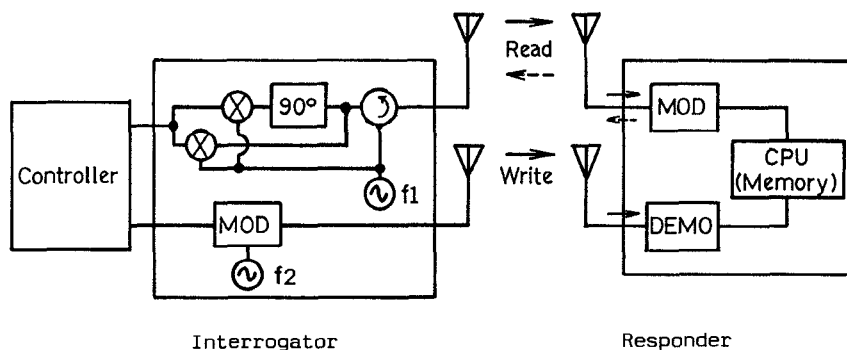 Read
90°
MOD
Controller
CPU
(Memory)
f1
Write
MOD
DEMO
f2
Interrogator
Responder